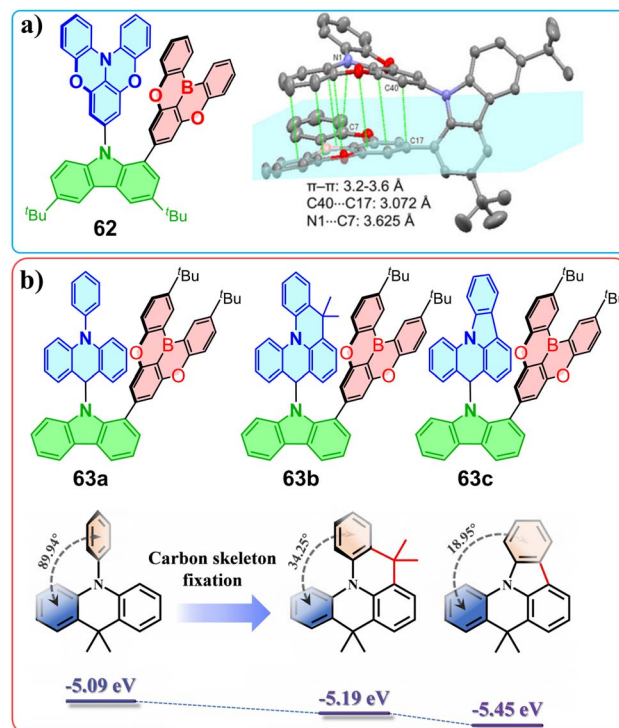 a)
N
O
O
B
O
O
N
tBu
tBu
62
N1
C40
C7
C17
π–π: 3.2-3.6 Å
C40···C17: 3.072 Å
N1···C7: 3.625 Å
b)
tBu
tBu
N
O
B
O
N
63a
tBu
tBu
N
O
B
O
N
63b
tBu
tBu
N
O
B
O
N
63c
89.94°
N
Carbon skeleton
fixation
34.25°
N
18.95°
N
-5.09 eV
-5.19 eV
-5.45 eV